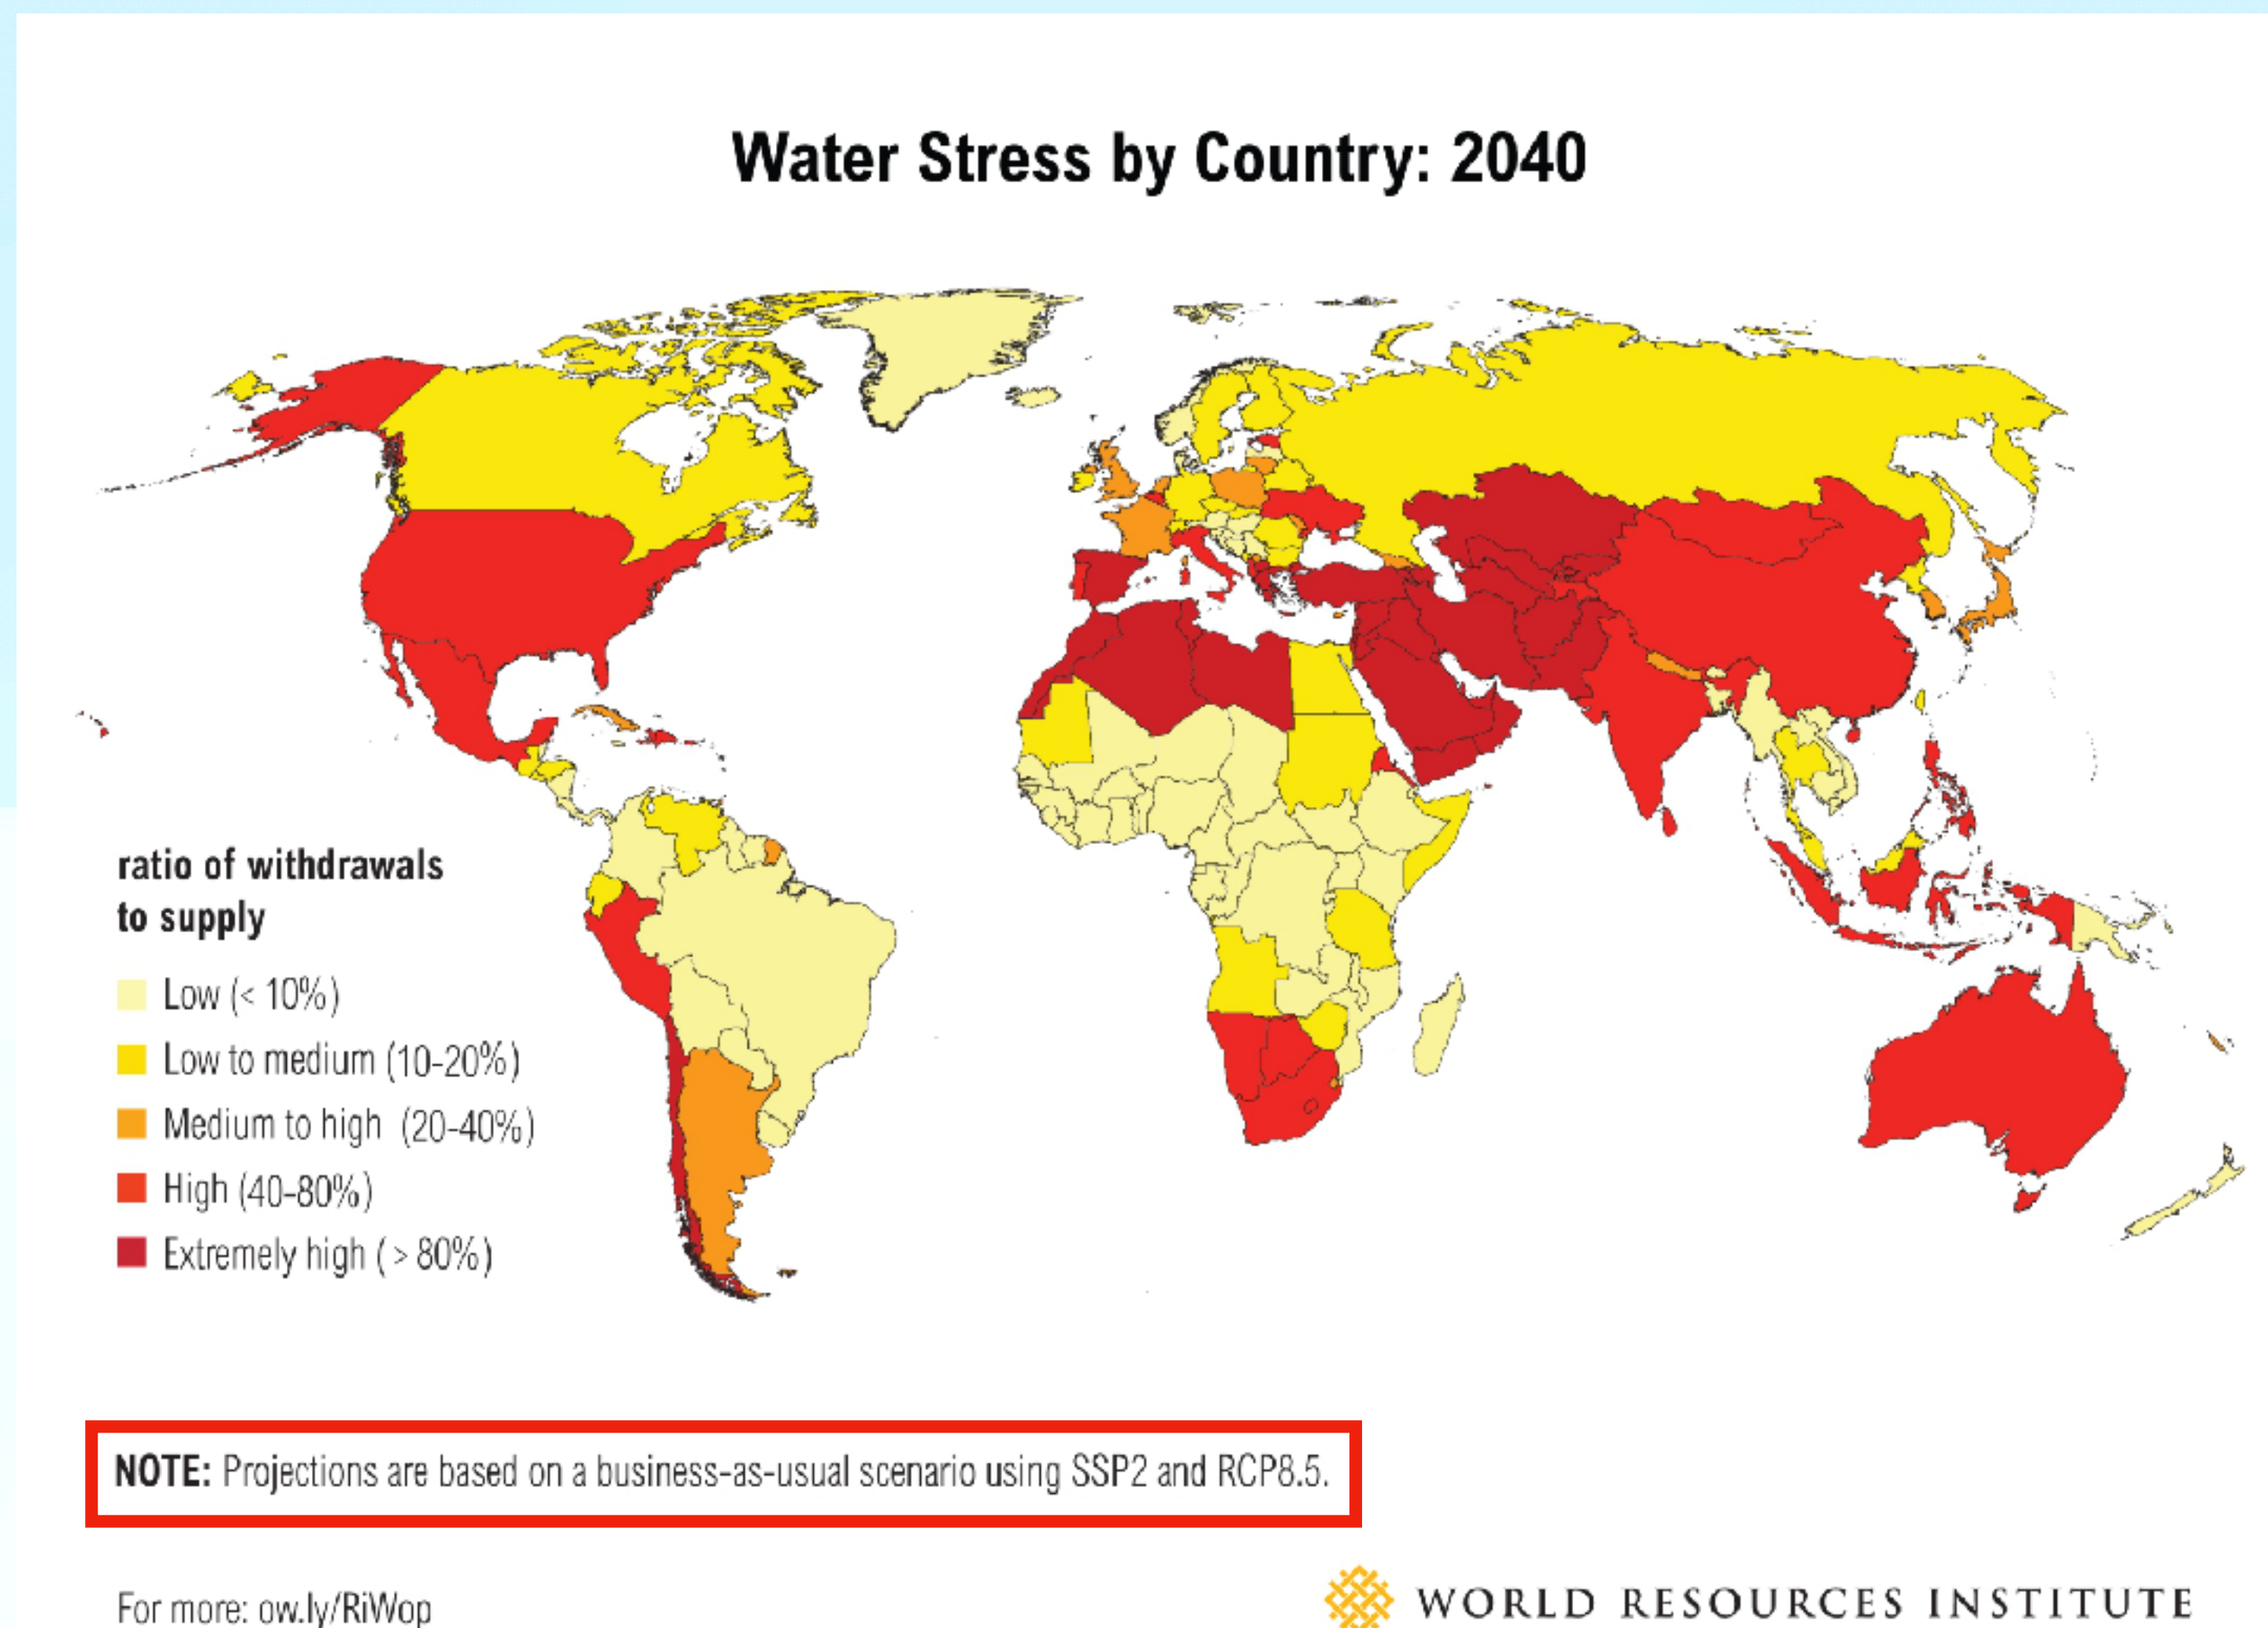 Water Stress by Country: 2040
ratio of withdrawals
to supply
Low (< 10%)
Low to medium (10-20%)
Medium to high (20-40%)
High (40-80%)
Extremely high ( > 80%)
NOTE: Projections are based on a business-as-usual scenario using SSP2 and RCP8.5.
For more: ow.ly/RiWop
WORLD RESOURCES INSTITUTE